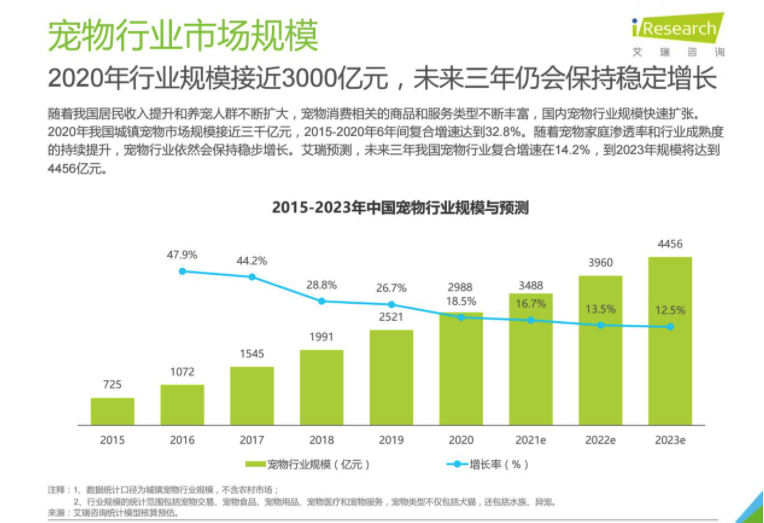 宠物行业市场规模
iResearch
艾 瑞 咨 询
2020年行业规模接近3000亿元，未来三年仍会保持稳定增长
随着我国居民收入提升和养宠人群不断扩大，宠物消费相关的商品和服务类型不断丰富，国内宠物行业规模快速扩张。
2020年我国城镇宠物市场规模接近三千亿元，2015-2020年6年间复合增速达到32.8%。随着宠物家庭渗透率和行业成熟度
的持续提升，宠物行业依然会保持稳步增长。艾瑞预测，未来三年我国宠物行业复合增速在14.2%，到2023年规模将达到
4456亿元。
2015-2023年中国宠物行业规模与预测
47.9% 44.2% 28.8% 26.7% 18.5% 16.7% 13.5% 12.5%
725 1072 1545 1991 2521 2988 3488 3960 4456
2015 2016 2017 2018 2019 2020 2021e 2022e 2023e
宠物行业规模（亿元） 增长率（%）
注释：1、数据统计口径为城镇宠物行业规模，不含农村市场；
2、行业规模的统计范围包括宠物交易、宠物食品、宠物用品、宠物医疗和宠物服务，宠物类型不仅包括犬猫，还包括水族、异宠。
来源：艾瑞咨询统计模型核算预估。